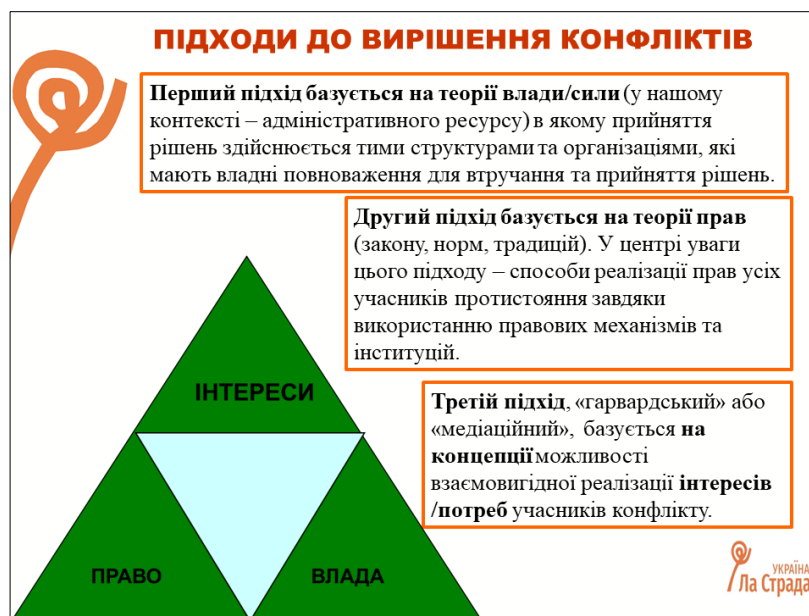 ПІДХОДИ ДО ВИРІШЕННЯ КОНФЛІКТІВ
Перший підхід базується на теорії влади/сили (у нашому
контексті – адміністративного ресурсу) в якому прийняття
рішень здійснюється тими структурами та організаціями, які
мають владні повноваження для втручання та прийняття рішень.
Другий підхід базується на теорії прав
(закону, норм, традицій). У центрі уваги
цього підходу – способи реалізації прав усіх
учасників протистояння завдяки
використанню правових механізмів та
інституцій.
Третій підхід, «гарвардський» або
«медіаційний», базується на
концепції можливості
взаємовигідної реалізації інтересів
/потреб учасників конфлікту.
ІНТЕРЕСИ
ПРАВО
ВЛАДА
УКРАЇНА
Ла Страда